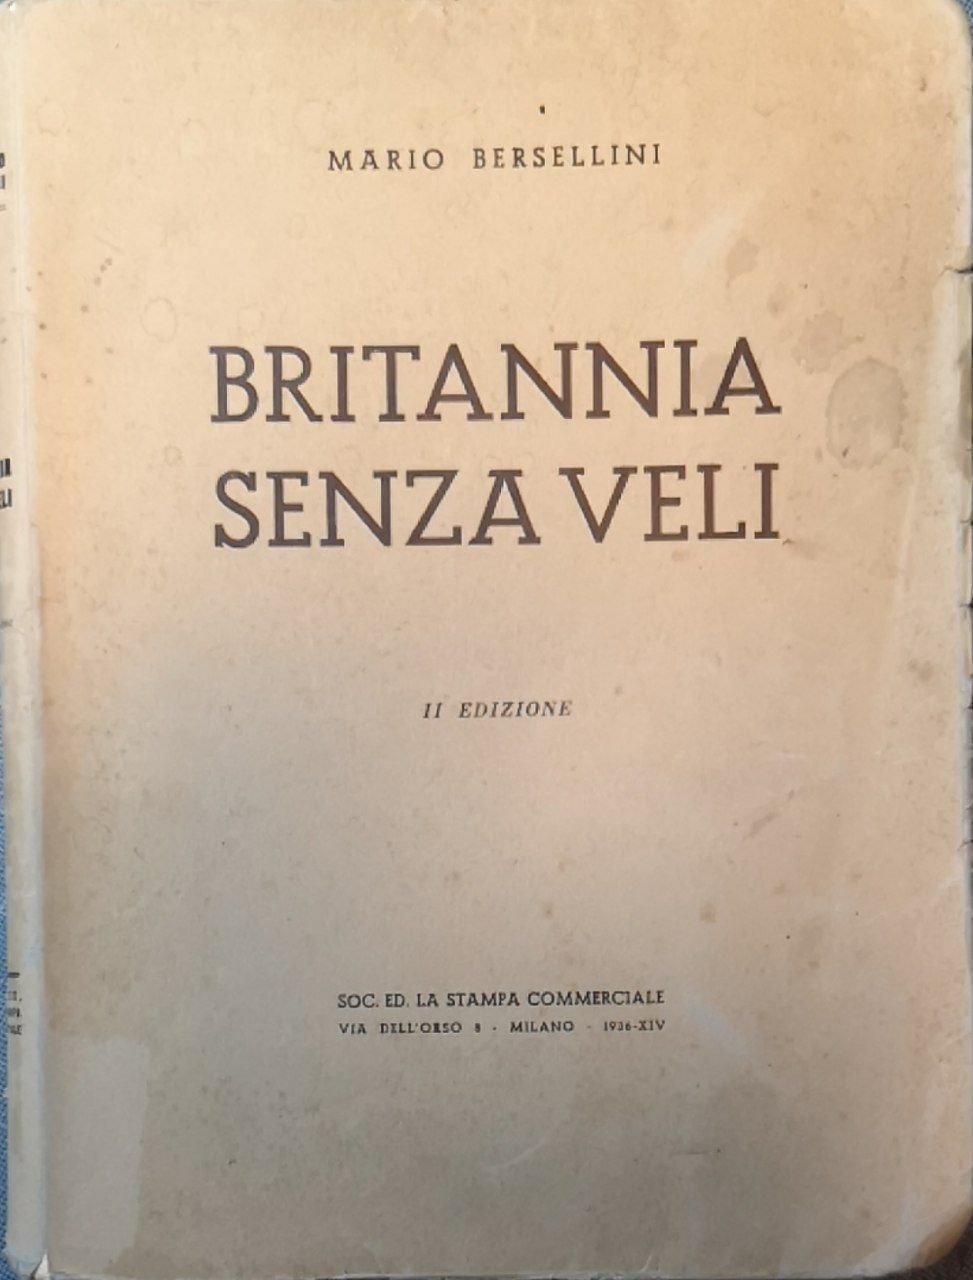 MARIO BERSELLINI
BRITANNIA
SENZA VELI
II EDIZIONE
SOC. ED. LA STAMPA COMMERCIALE
VIA DELL'ORSO 8 - MILANO - 1936-XIV